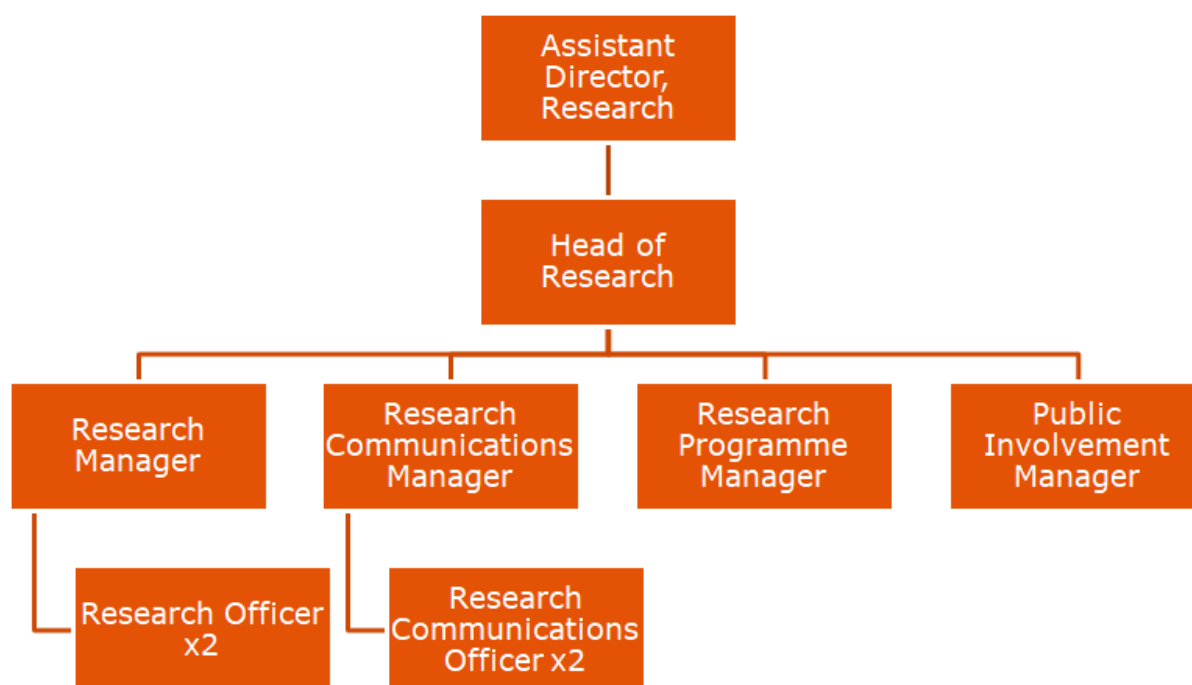 Assistant
Director,
Research
Head of
Research
Research
Manager
Research
Communications
Manager
Research
Programme
Manager
Public
Involvement
Manager
Research Officer
x2
Research
Communications
Officer x2